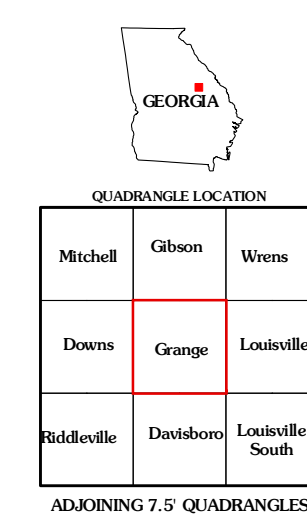 GEORGIA
QUADRANGLE LOCATION
Mitchell Gibson Wrens
Downs Grange Louisville
Riddleville Davisboro Louisville
South
ADJOINING 7.5' QUADRANGLES